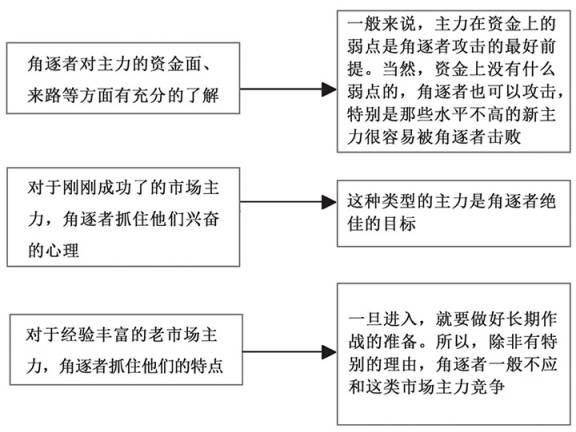 角逐者对主力的资金面、
来路等方面有充分的了解
一般来说，主力在资金上的
弱点是角逐者攻击的最好前
提。当然，资金上没有什么
弱点的，角逐者也可以攻击，
特别是那些水平不高的新主
力很容易被角逐者击败
对于刚刚成功了的市场主
力，角逐者抓住他们兴奋
的心理
这种类型的主力是角逐者绝
佳的目标
对于经验丰富的老市场主
力，角逐者抓住他们的特点
一旦进入，就要做好长期作
战的准备。所以，除非有特
别的理由，角逐者一般不应
和这类市场主力竞争